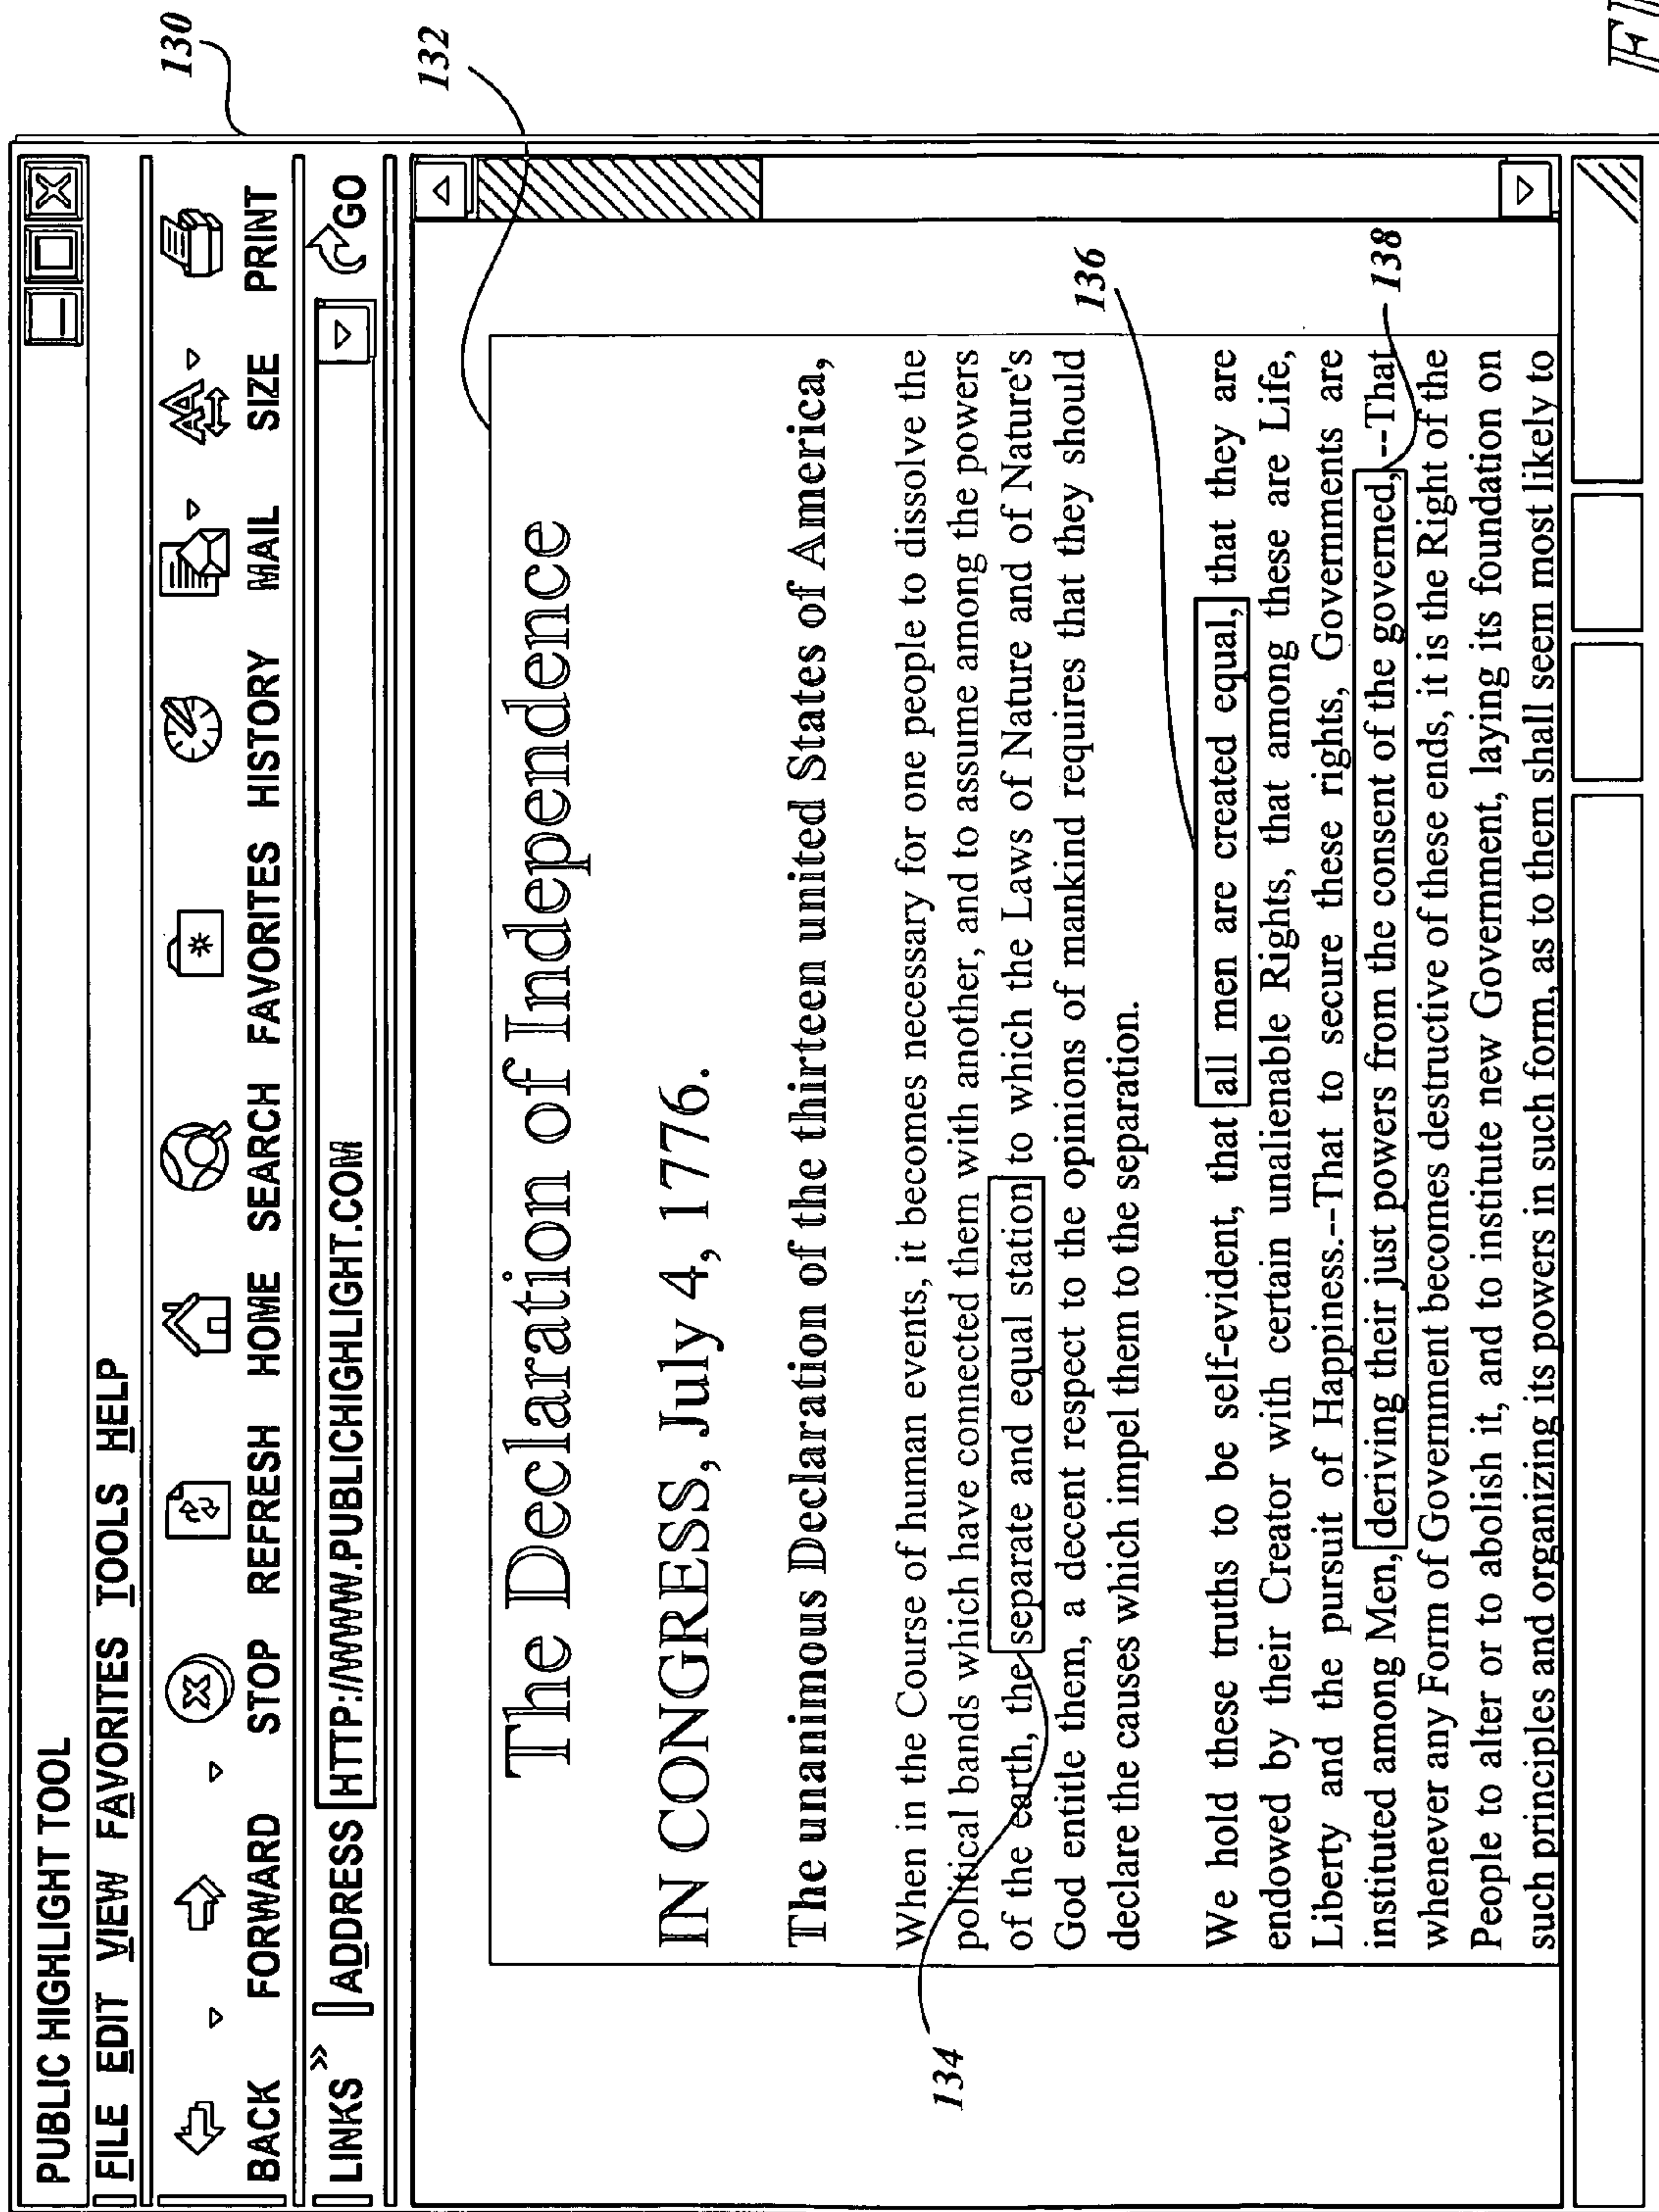 PUBLIC HIGHLIGHT TOOL
FILE EDIT VIEW FAVORITES TOOLS HELP
BACK FORWARD STOP REFRESH HOME SEARCH FAVORITES HISTORY MAIL SIZE PRINT
LINKS » ADDRESS HTTP://WWW.PUBLICHIGHLIGHT.COM GO
130
132
The Declaration of Independence
IN CONGRESS, July 4, 1776.
The unanimous Declaration of the thirteen united States of America,
When in the Course of human events, it becomes necessary for one people to dissolve the
political bands which have connected them with another, and to assume among the powers
of the earth, the separate and equal station to which the Laws of Nature and of Nature's
God entitle them, a decent respect to the opinions of mankind requires that they should
declare the causes which impel them to the separation.
134
136
We hold these truths to be self-evident, that all men are created equal, that they are
endowed by their Creator with certain unalienable Rights, that among these are Life,
Liberty and the pursuit of Happiness.--That to secure these rights, Governments are
instituted among Men, deriving their just powers from the consent of the governed, --That
138
whenever any Form of Government becomes destructive of these ends, it is the Right of the
People to alter or to abolish it, and to institute new Government, laying its foundation on
such principles and organizing its powers in such form, as to them shall seem most likely to